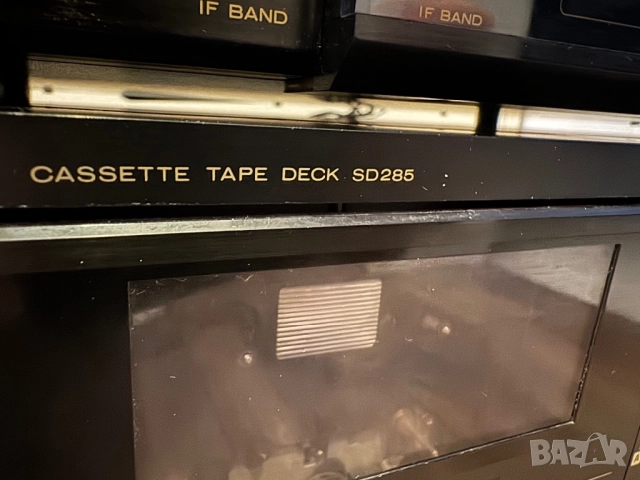 IF BAND IF BAND
CASSETTE TAPE DECK SD285
BAZAR